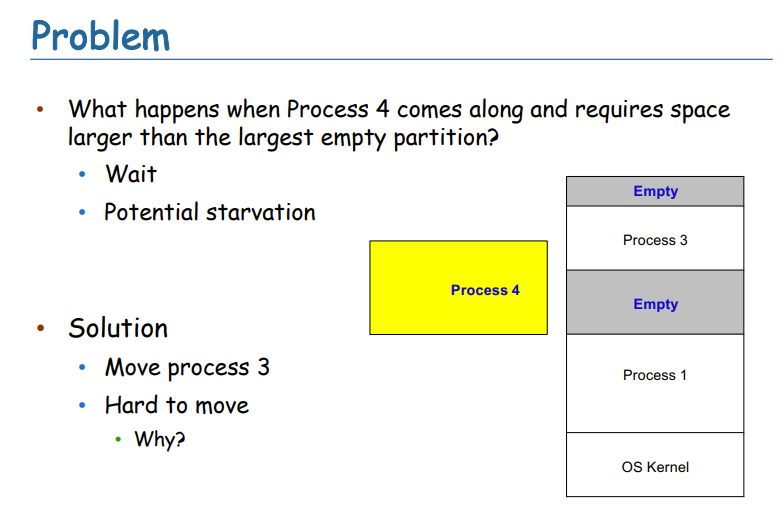 Problem
• What happens when Process 4 comes along and requires space
larger than the largest empty partition?
• Wait
• Potential starvation
• Solution
• Move process 3
• Hard to move
• Why?
Process 4
Empty
Process 3
Empty
Process 1
OS Kernel